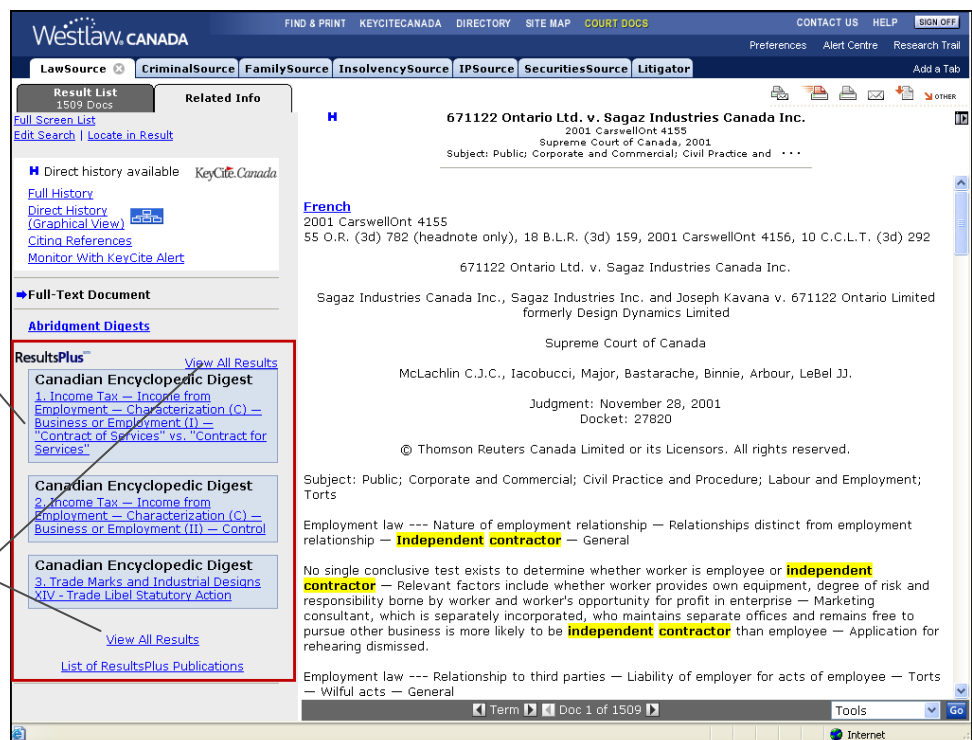 Westlaw. CANADA
FIND & PRINT KEYCITECANADA DIRECTORY SITE MAP COURT DOCS
CONTACT US HELP SIGN OFF
Preferences Alert Centre Research Trail
LawSource CriminalSource FamilySource InsolvencySource IPSource SecuritiesSource Litigator
Add a Tab
Result List
1509 Docs
Related Info
OTHER
Full Screen List
Edit Search | Locate in Result
H Direct history available KeyCite.Canada
Full History
Direct History
(Graphical View)
Citing References
Monitor With KeyCite Alert
Full-Text Document
Abridgment Digests
ResultsPlus℠
View All Results
Canadian Encyclopedic Digest
1. Income Tax — Income from
Employment — Characterization (C) —
Business or Employment (I) —
"Contract of Services" vs. "Contract for
Services"
Canadian Encyclopedic Digest
2. Income Tax — Income from
Employment — Characterization (C) —
Business or Employment (II) — Control
Canadian Encyclopedic Digest
3. Trade Marks and Industrial Designs
XIV - Trade Libel Statutory Action
View All Results
List of ResultsPlus Publications
H
671122 Ontario Ltd. v. Sagaz Industries Canada Inc.
2001 CarswellOnt 4155
Supreme Court of Canada, 2001
Subject: Public; Corporate and Commercial; Civil Practice and ···
French
2001 CarswellOnt 4155
55 O.R. (3d) 782 (headnote only), 18 B.L.R. (3d) 159, 2001 CarswellOnt 4156, 10 C.C.L.T. (3d) 292
671122 Ontario Ltd. v. Sagaz Industries Canada Inc.
Sagaz Industries Canada Inc., Sagaz Industries Inc. and Joseph Kavana v. 671122 Ontario Limited
formerly Design Dynamics Limited
Supreme Court of Canada
McLachlin C.J.C., Iacobucci, Major, Bastarache, Binnie, Arbour, LeBel JJ.
Judgment: November 28, 2001
Docket: 27820
© Thomson Reuters Canada Limited or its Licensors. All rights reserved.
Subject: Public; Corporate and Commercial; Civil Practice and Procedure; Labour and Employment;
Torts
Employment law --- Nature of employment relationship — Relationships distinct from employment
relationship — Independent contractor — General
No single conclusive test exists to determine whether worker is employee or independent
contractor — Relevant factors include whether worker provides own equipment, degree of risk and
responsibility borne by worker and worker's opportunity for profit in enterprise — Marketing
consultant, which is separately incorporated, who maintains separate offices and remains free to
pursue other business is more likely to be independent contractor than employee — Application for
rehearing dismissed.
Employment law --- Relationship to third parties — Liability of employer for acts of employee — Torts
— Wilful acts — General
Term Doc 1 of 1509
Tools
Go
Internet